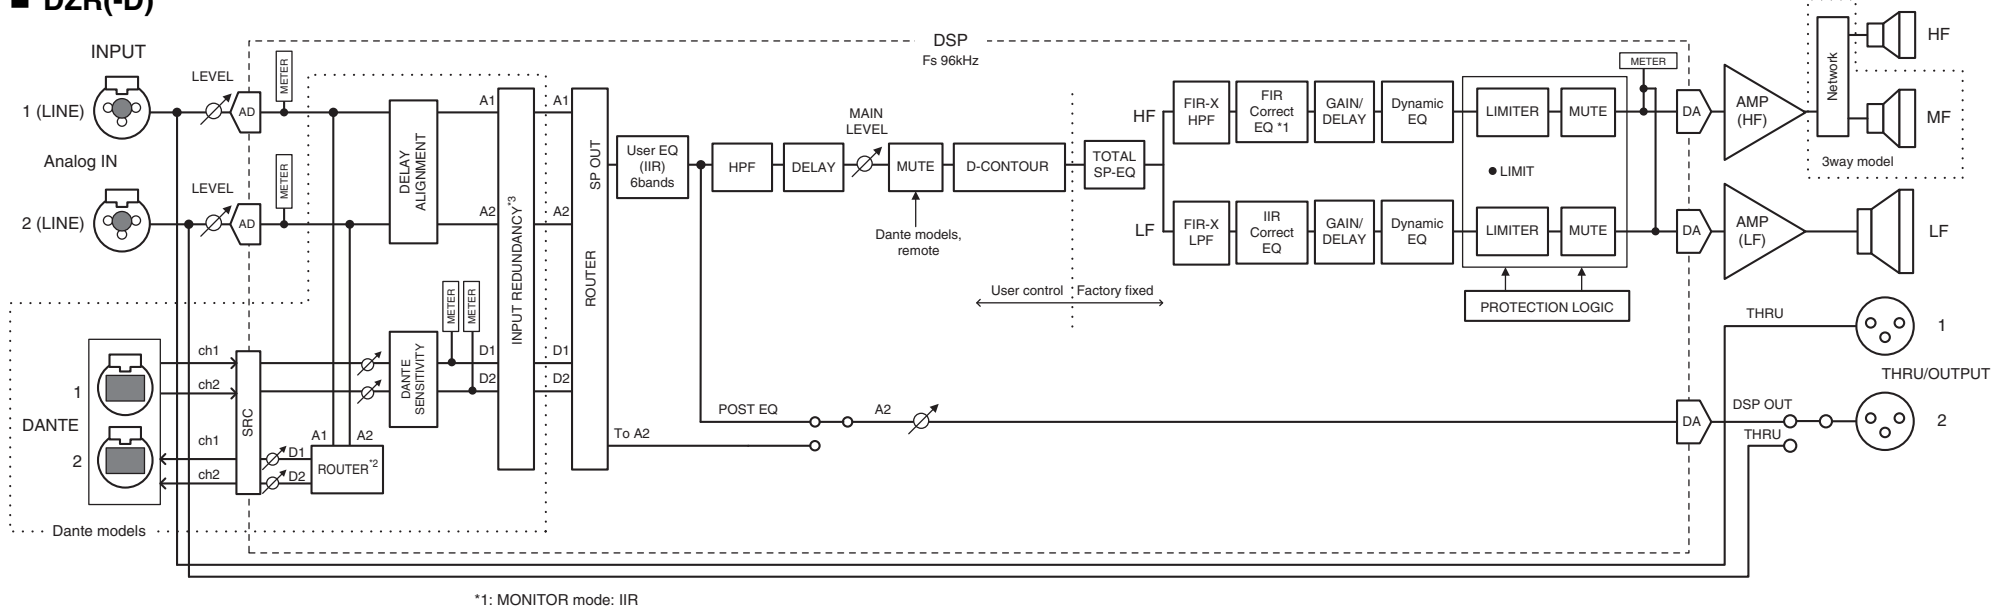 ■ DZR(-D)
INPUT
DSP
Fs 96kHz
LEVEL
METER
1 (LINE)
AD
Analog IN
LEVEL
METER
2 (LINE)
AD
DELAY
ALIGNMENT
A1
A2
INPUT REDUNDANCY*3
A1
A2
SP OUT
ROUTER
User EQ
(IIR)
6bands
HPF
DELAY
MAIN
LEVEL
MUTE
D-CONTOUR
Dante models,
remote
TOTAL
SP-EQ
User control
Factory fixed
HF
FIR-X
HPF
FIR
Correct
EQ *1
GAIN/
DELAY
Dynamic
EQ
LIMITER
MUTE
METER
DA
AMP
(HF)
Network
HF
MF
3way model
● LIMIT
LF
FIR-X
LPF
IIR
Correct
EQ
GAIN/
DELAY
Dynamic
EQ
LIMITER
MUTE
DA
AMP
(LF)
LF
PROTECTION LOGIC
DANTE
1
2
ch1
ch2
ch1
ch2
SRC
DANTE
SENSITIVITY
METER
METER
D1
D2
D1
D2
A1
A2
D1
D2
ROUTER*2
Dante models
POST EQ
A2
To A2
DA
THRU
1
THRU/OUTPUT
DSP OUT
THRU
2
*1: MONITOR mode: IIR